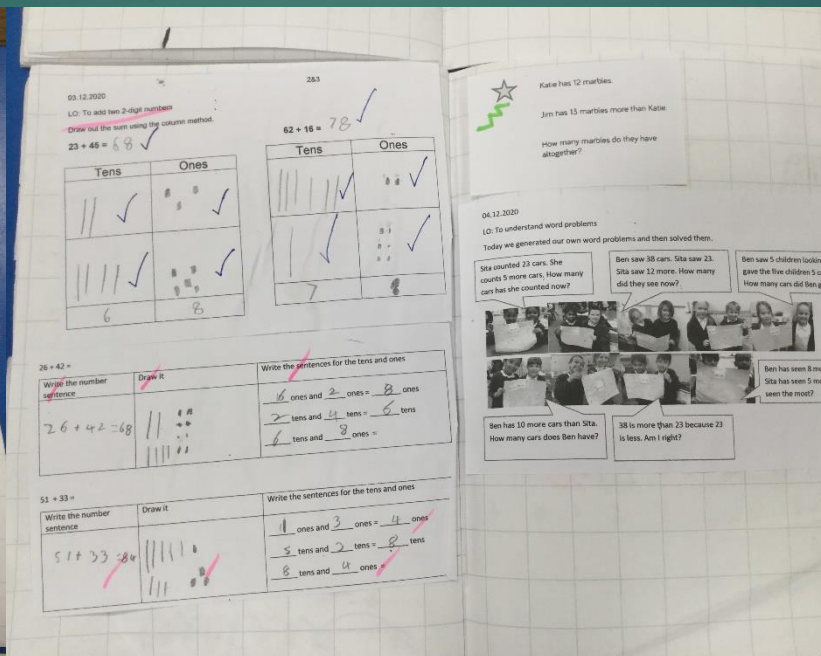 2&3
03.12.2020
LO: To add two 2-digit numbers
Draw out the sum using the column method.
23 + 45 = 68
Tens Ones
6 8
62 + 16 = 78
Tens Ones
7
26 + 42 =
Write the number sentence
Draw it
Write the sentences for the tens and ones
26 + 42 = 68
6 ones and 2 ones = 8 ones
2 tens and 4 tens = 6 tens
6 tens and 8 ones =
51 + 33 =
Write the number sentence
Draw it
Write the sentences for the tens and ones
51 + 33 = 84
1 ones and 3 ones = 4 ones
5 tens and 2 tens = 8 tens
8 tens and 4 ones =
Katie has 12 marbles.
Jim has 13 marbles more than Katie.
How many marbles do they have
altogether?
04.12.2020
LO: To understand word problems
Today we generated our own word problems and then solved them.
Sita counted 23 cars. She
counts 5 more cars, How many
cars has she counted now?
Ben saw 38 cars. Sita saw 23.
Sita saw 12 more. How many
did they see now?
Ben saw 5 children
gave the five children 5
How many cars did Ben
Ben has seen 8
Sita has seen 5
seen the most?
Ben has 10 more cars than Sita.
How many cars does Ben have?
38 is more than 23 because 23
is less. Am I right?